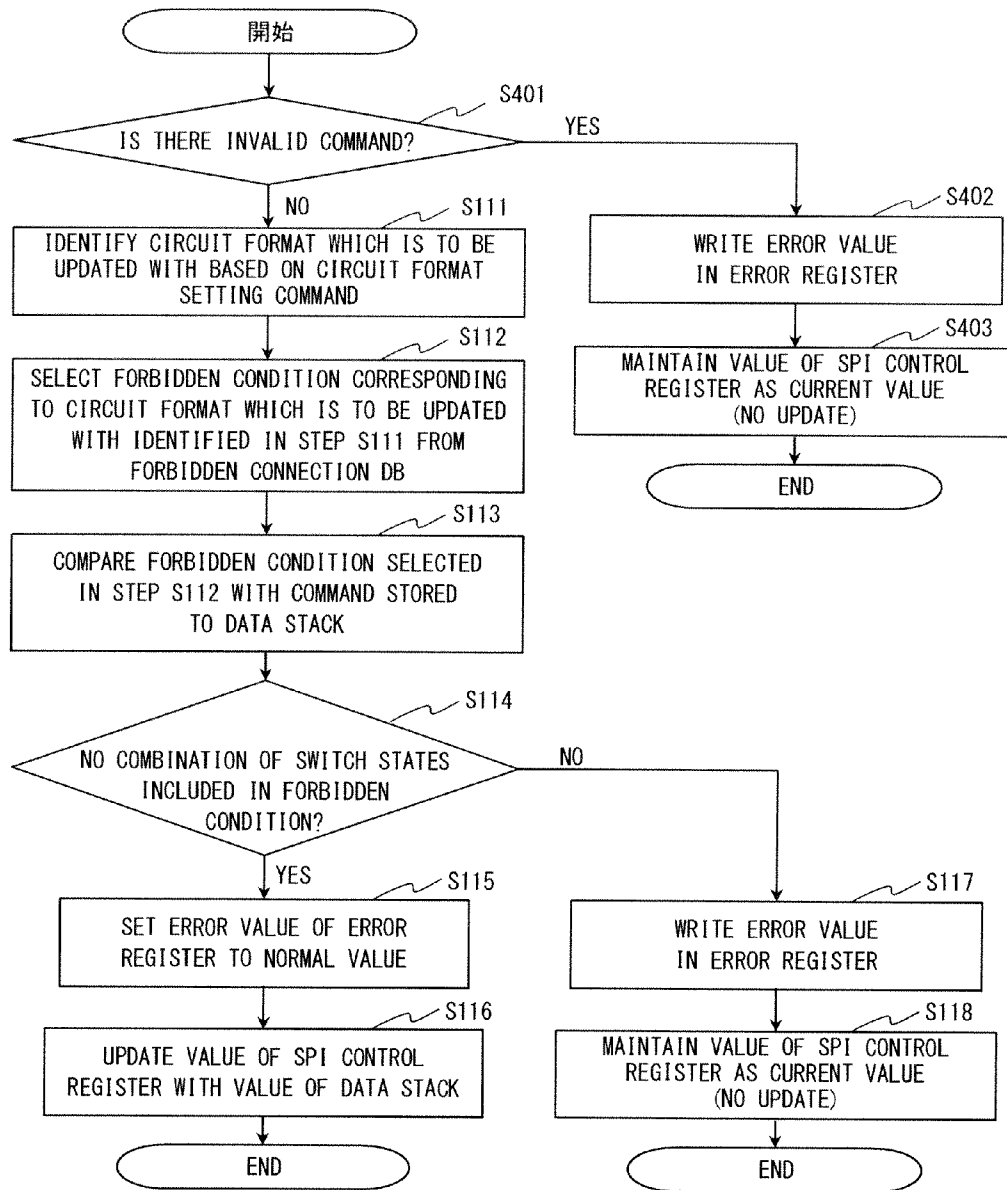 開始
S401
IS THERE INVALID COMMAND?
YES
NO
S111
IDENTIFY CIRCUIT FORMAT WHICH IS TO BE
UPDATED WITH BASED ON CIRCUIT FORMAT
SETTING COMMAND
S402
WRITE ERROR VALUE
IN ERROR REGISTER
S112
SELECT FORBIDDEN CONDITION CORRESPONDING
TO CIRCUIT FORMAT WHICH IS TO BE UPDATED
WITH IDENTIFIED IN STEP S111 FROM
FORBIDDEN CONNECTION DB
S403
MAINTAIN VALUE OF SPI CONTROL
REGISTER AS CURRENT VALUE
(NO UPDATE)
END
S113
COMPARE FORBIDDEN CONDITION SELECTED
IN STEP S112 WITH COMMAND STORED
TO DATA STACK
S114
NO COMBINATION OF SWITCH STATES
INCLUDED IN FORBIDDEN
CONDITION?
NO
YES
S115
SET ERROR VALUE OF ERROR
REGISTER TO NORMAL VALUE
S117
WRITE ERROR VALUE
IN ERROR REGISTER
S116
UPDATE VALUE OF SPI CONTROL
REGISTER WITH VALUE OF DATA STACK
S118
MAINTAIN VALUE OF SPI CONTROL
REGISTER AS CURRENT VALUE
(NO UPDATE)
END
END